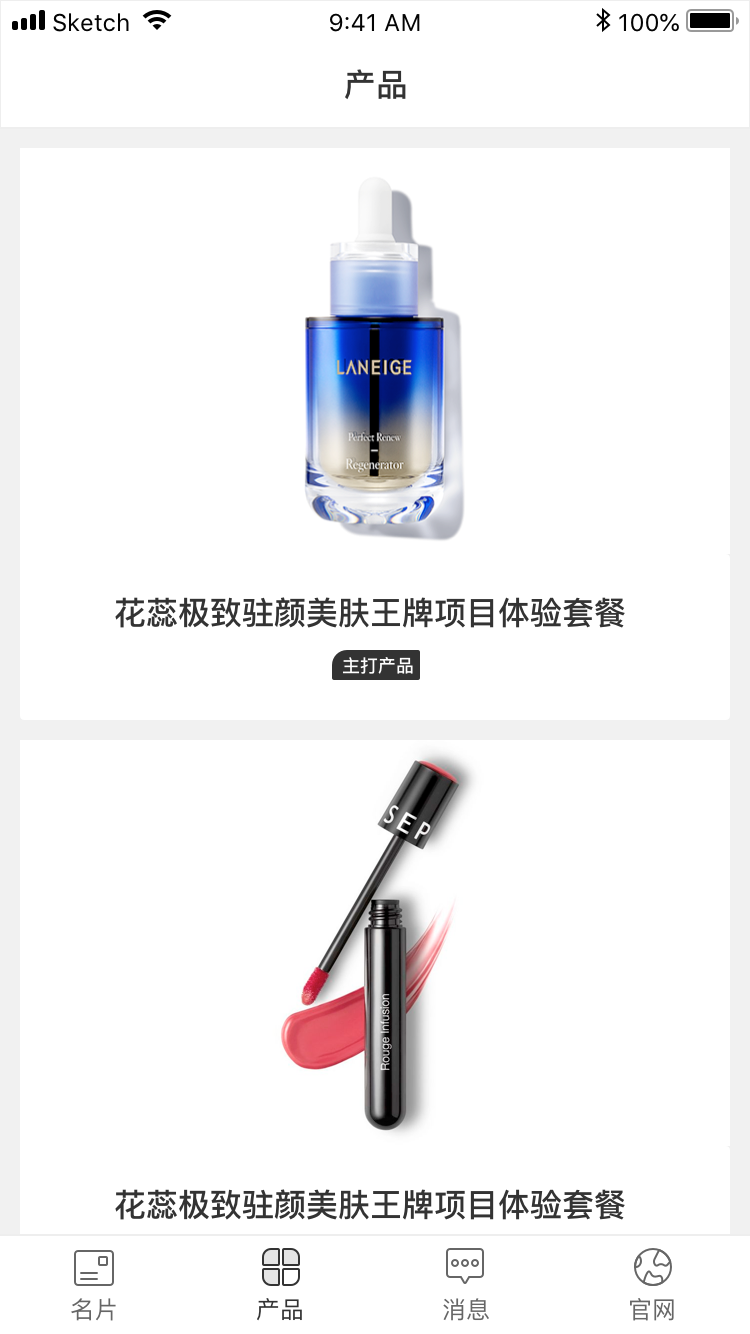 Sketch 9:41 AM 100%
产品
LANEIGE
Perfect Renew
Regenerator
花蕊极致驻颜美肤王牌项目体验套餐
主打产品
SEP
Rouge Infusion
花蕊极致驻颜美肤王牌项目体验套餐
名片 产品 消息 官网